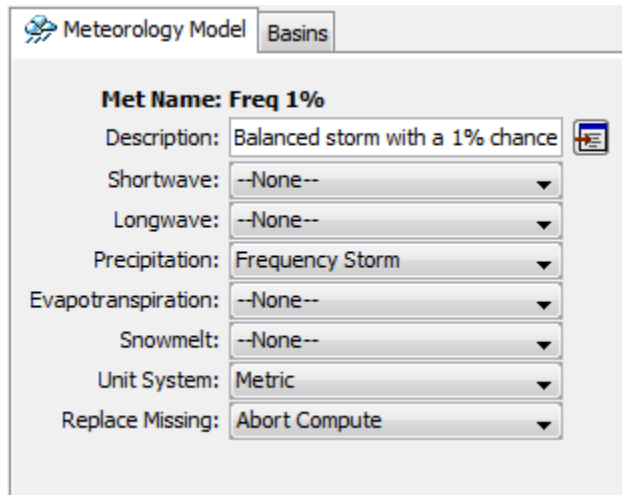 Meteorology Model Basins
Met Name: Freq 1%
Description: Balanced storm with a 1% chance
Shortwave: --None--
Longwave: --None--
Precipitation: Frequency Storm
Evapotranspiration: --None--
Snowmelt: --None--
Unit System: Metric
Replace Missing: Abort Compute